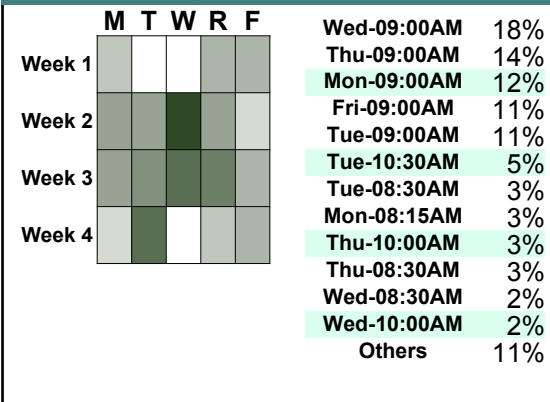 M T W R F
Week 1
Week 2
Week 3
Week 4
Wed-09:00AM 18%
Thu-09:00AM 14%
Mon-09:00AM 12%
Fri-09:00AM 11%
Tue-09:00AM 11%
Tue-10:30AM 5%
Tue-08:30AM 3%
Mon-08:15AM 3%
Thu-10:00AM 3%
Thu-08:30AM 3%
Wed-08:30AM 2%
Wed-10:00AM 2%
Others 11%